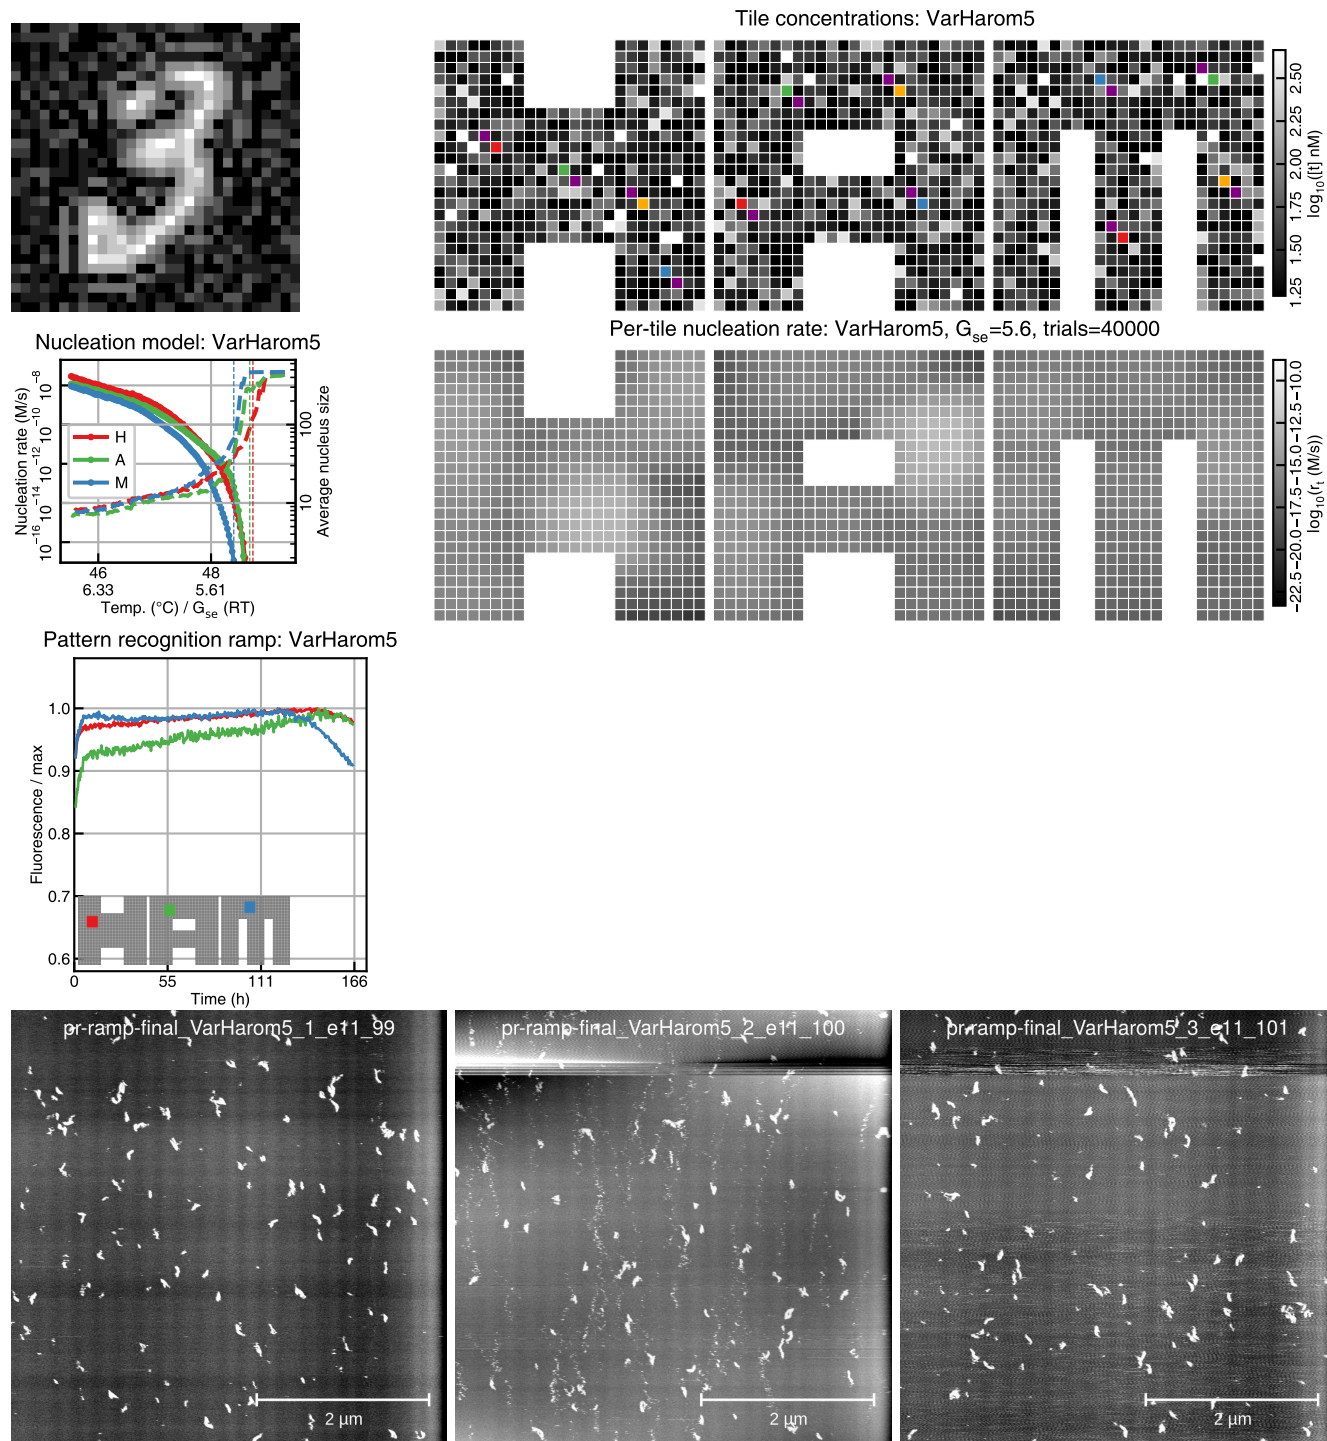 Tile concentrations: VarHarom5
2.50
2.25
2.00
1.75
1.50
1.25
log₁₀([t] nM)
Nucleation model: VarHarom5
Nucleation rate (M/s)
10⁻⁸
10⁻¹⁰
10⁻¹²
10⁻¹⁴
10⁻¹⁶
H
A
M
100
10
Average nucleus size
46
48
6.33
5.61
Temp. (°C) / Gse (RT)
Per-tile nucleation rate: VarHarom5, Gse=5.6, trials=40000
−10.0
−12.5
−15.0
−17.5
−20.0
−22.5
log₁₀(rt (M/s))
Pattern recognition ramp: VarHarom5
Fluorescence / max
1.0
0.9
0.8
0.7
0.6
0
55
111
166
Time (h)
pr-ramp-final_VarHarom5_1_e11_99
2 µm
pr-ramp-final_VarHarom5_2_e11_100
2 µm
pr-ramp-final_VarHarom5_3_e11_101
2 µm